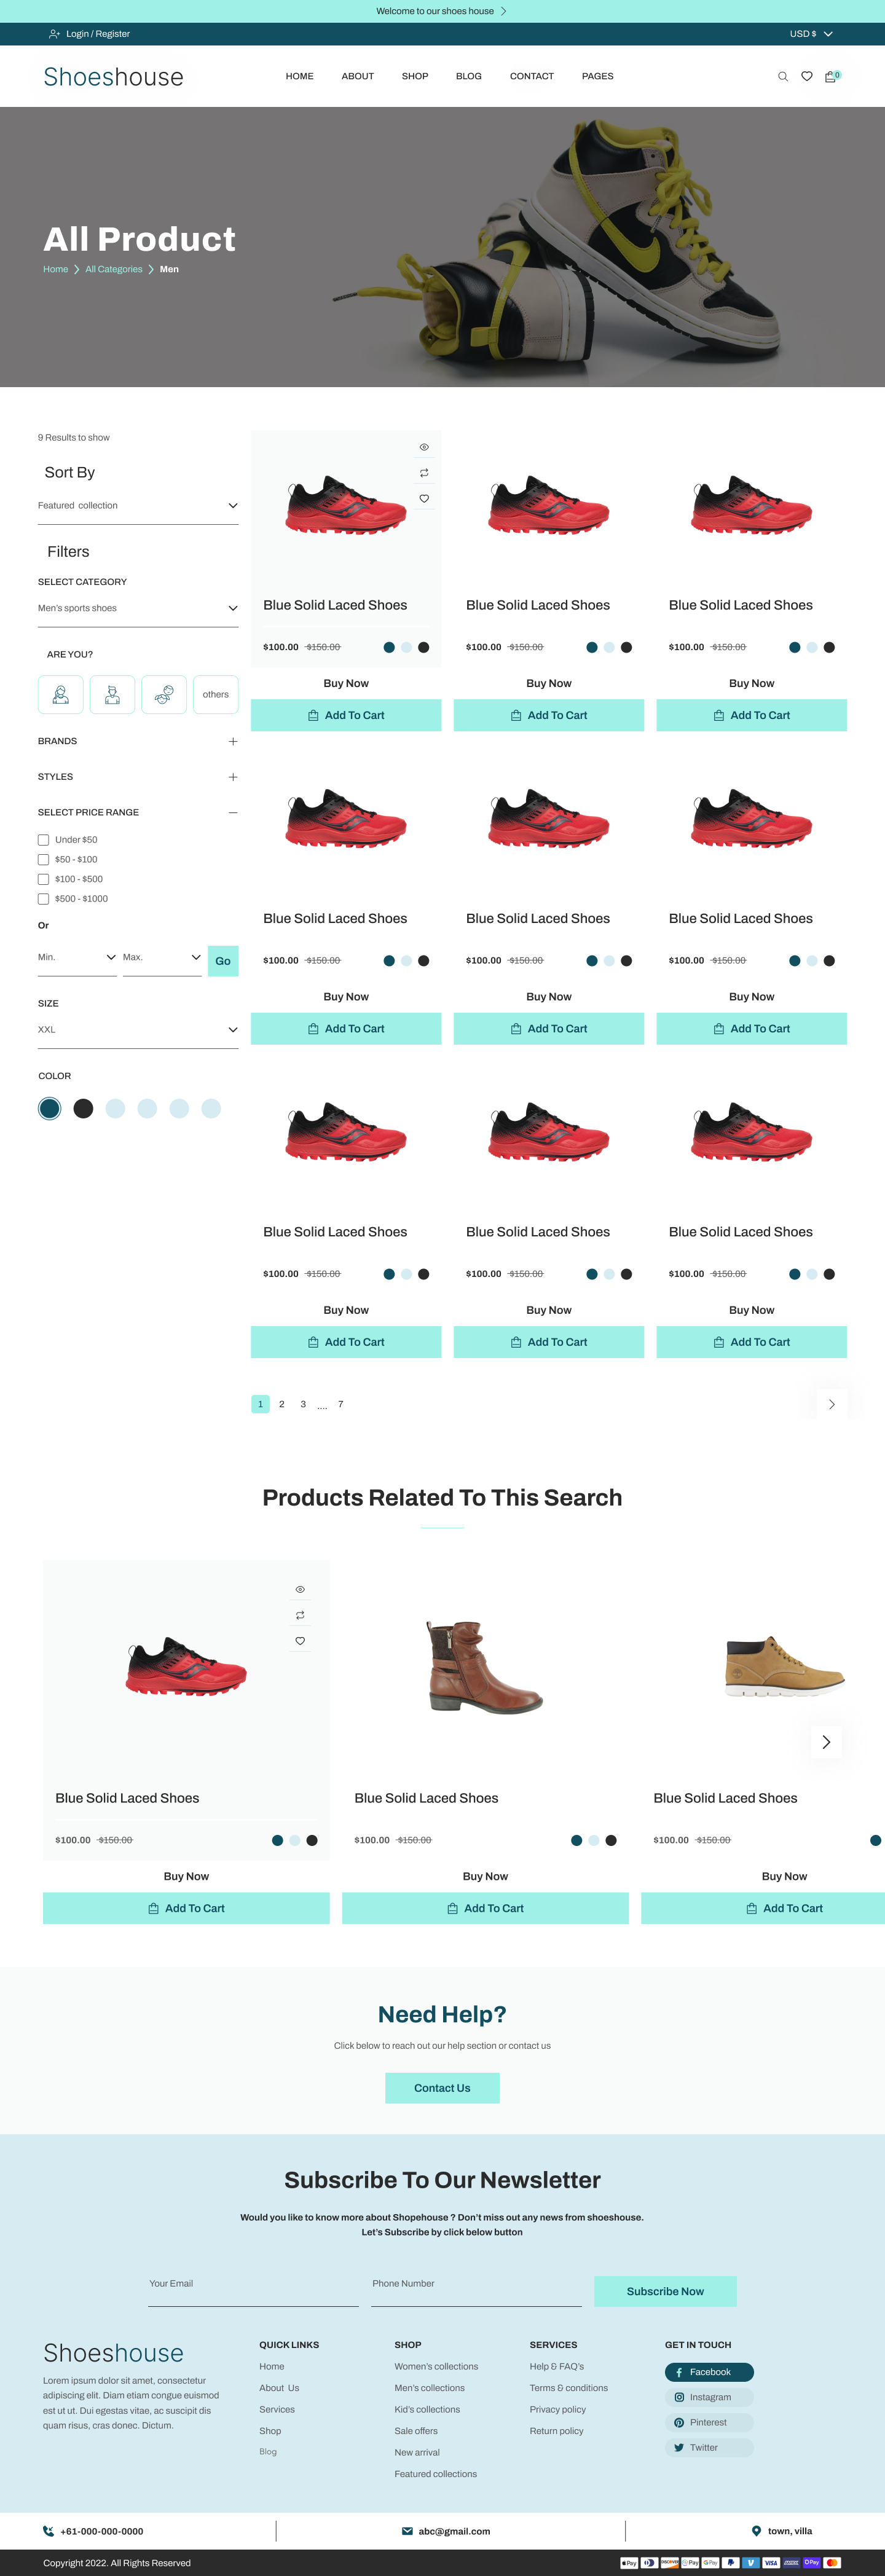 Welcome to our shoes house
Login / Register
USD $
Shoeshouse
HOME ABOUT SHOP BLOG CONTACT PAGES
0
All Product
Home All Categories Men
9 Results to show
Sort By
Featured collection
Filters
SELECT CATEGORY
Men's sports shoes
ARE YOU?
others
BRANDS
STYLES
SELECT PRICE RANGE
Under $50
$50 - $100
$100 - $500
$500 - $1000
Or
Min. Max. Go
SIZE
XXL
COLOR
Blue Solid Laced Shoes Blue Solid Laced Shoes Blue Solid Laced Shoes
$100.00 $150.00 $100.00 $150.00 $100.00 $150.00
Buy Now Buy Now Buy Now
Add To Cart Add To Cart Add To Cart
Blue Solid Laced Shoes Blue Solid Laced Shoes Blue Solid Laced Shoes
$100.00 $150.00 $100.00 $150.00 $100.00 $150.00
Buy Now Buy Now Buy Now
Add To Cart Add To Cart Add To Cart
Blue Solid Laced Shoes Blue Solid Laced Shoes Blue Solid Laced Shoes
$100.00 $150.00 $100.00 $150.00 $100.00 $150.00
Buy Now Buy Now Buy Now
Add To Cart Add To Cart Add To Cart
1 2 3 .... 7
Products Related To This Search
Blue Solid Laced Shoes Blue Solid Laced Shoes Blue Solid Laced Shoes
$100.00 $150.00 $100.00 $150.00 $100.00 $150.00
Buy Now Buy Now Buy Now
Add To Cart Add To Cart Add To Cart
Need Help?
Click below to reach out our help section or contact us
Contact Us
Subscribe To Our Newsletter
Would you like to know more about Shopehouse ? Don't miss out any news from shoeshouse.
Let's Subscribe by click below button
Your Email Phone Number Subscribe Now
Shoeshouse
Lorem ipsum dolor sit amet, consectetur
adipiscing elit. Diam etiam congue euismod
est ut ut. Dui egestas vitae, ac suscipit dis
quam risus, cras donec. Dictum.
QUICK LINKS
Home
About Us
Services
Shop
Blog
SHOP
Women's collections
Men's collections
Kid's collections
Sale offers
New arrival
Featured collections
SERVICES
Help & FAQ's
Terms & conditions
Privacy policy
Return policy
GET IN TOUCH
Facebook
Instagram
Pinterest
Twitter
+61-000-000-0000
abc@gmail.com
town, villa
Copyright 2022. All Rights Reserved
Pay DISCOVER Pay G Pay VISA OPay